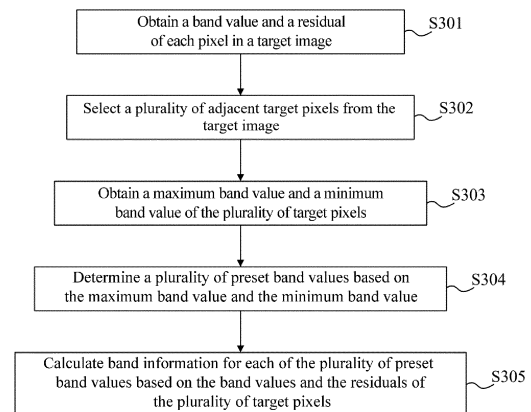 Obtain a band value and a residual
of each pixel in a target image
S301
Select a plurality of adjacent target pixels from the
target image
S302
Obtain a maximum band value and a minimum
band value of the plurality of target pixels
S303
Determine a plurality of preset band values based on
the maximum band value and the minimum band value
S304
Calculate band information for each of the plurality of preset
band values based on the band values and the residuals of
the plurality of target pixels
S305